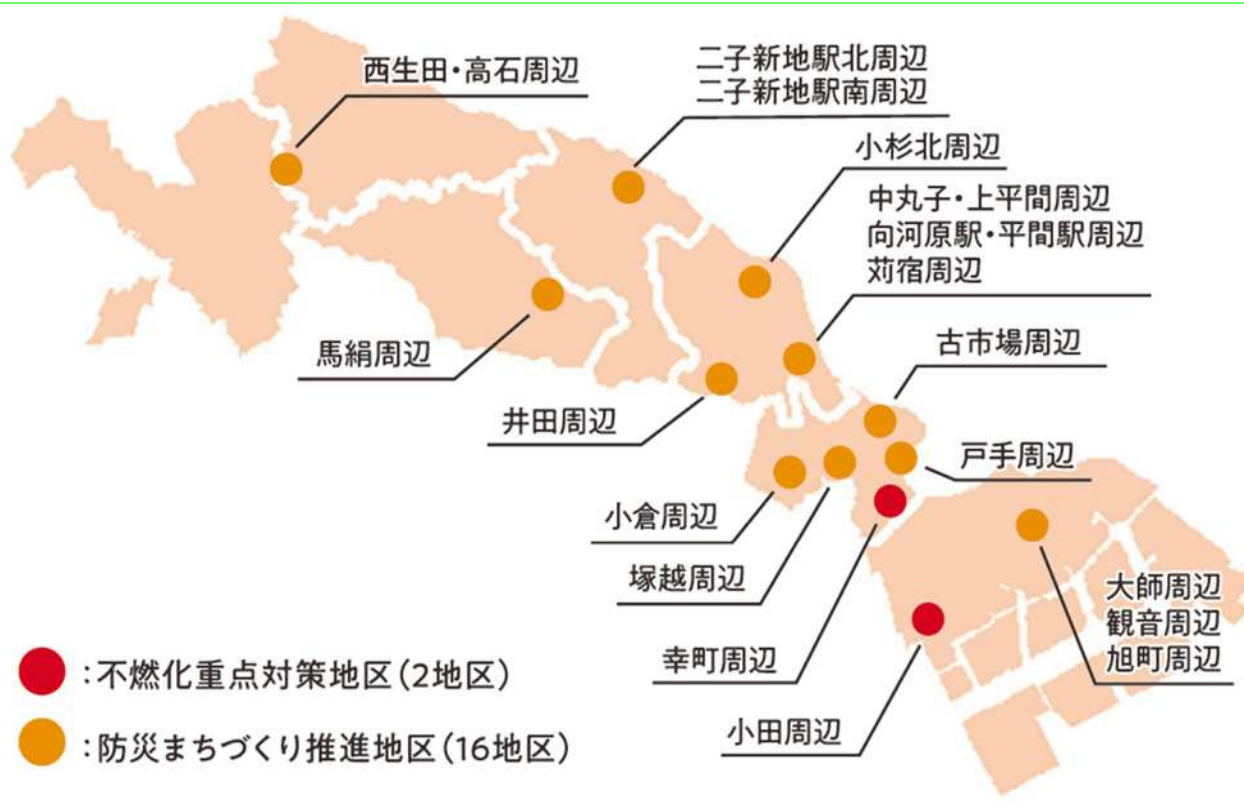 西生田・高石周辺
二子新地駅北周辺
二子新地駅南周辺
小杉北周辺
中丸子・上平間周辺
向河原駅・平間駅周辺
苅宿周辺
古市場周辺
馬絹周辺
井田周辺
戸手周辺
小倉周辺
塚越周辺
大師周辺
観音周辺
旭町周辺
幸町周辺
小田周辺
：不燃化重点対策地区（2地区）
：防災まちづくり推進地区（16地区）